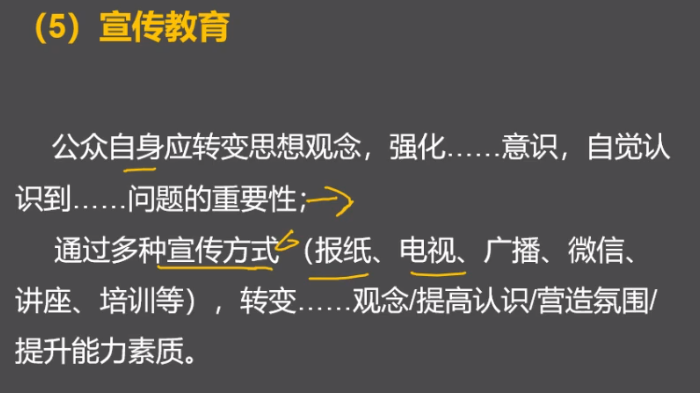 （5）宣传教育
公众自身应转变思想观念，强化……意识，自觉认
识到……问题的重要性；
通过多种宣传方式（报纸、电视、广播、微信、
讲座、培训等），转变……观念/提高认识/营造氛围/
提升能力素质。